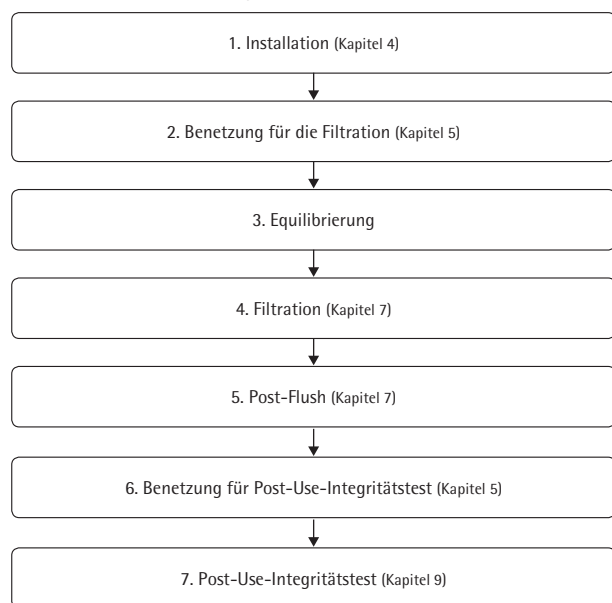 1. Installation (Kapitel 4)
2. Benetzung für die Filtration (Kapitel 5)
3. Equilibrierung
4. Filtration (Kapitel 7)
5. Post-Flush (Kapitel 7)
6. Benetzung für Post-Use-Integritätstest (Kapitel 5)
7. Post-Use-Integritätstest (Kapitel 9)